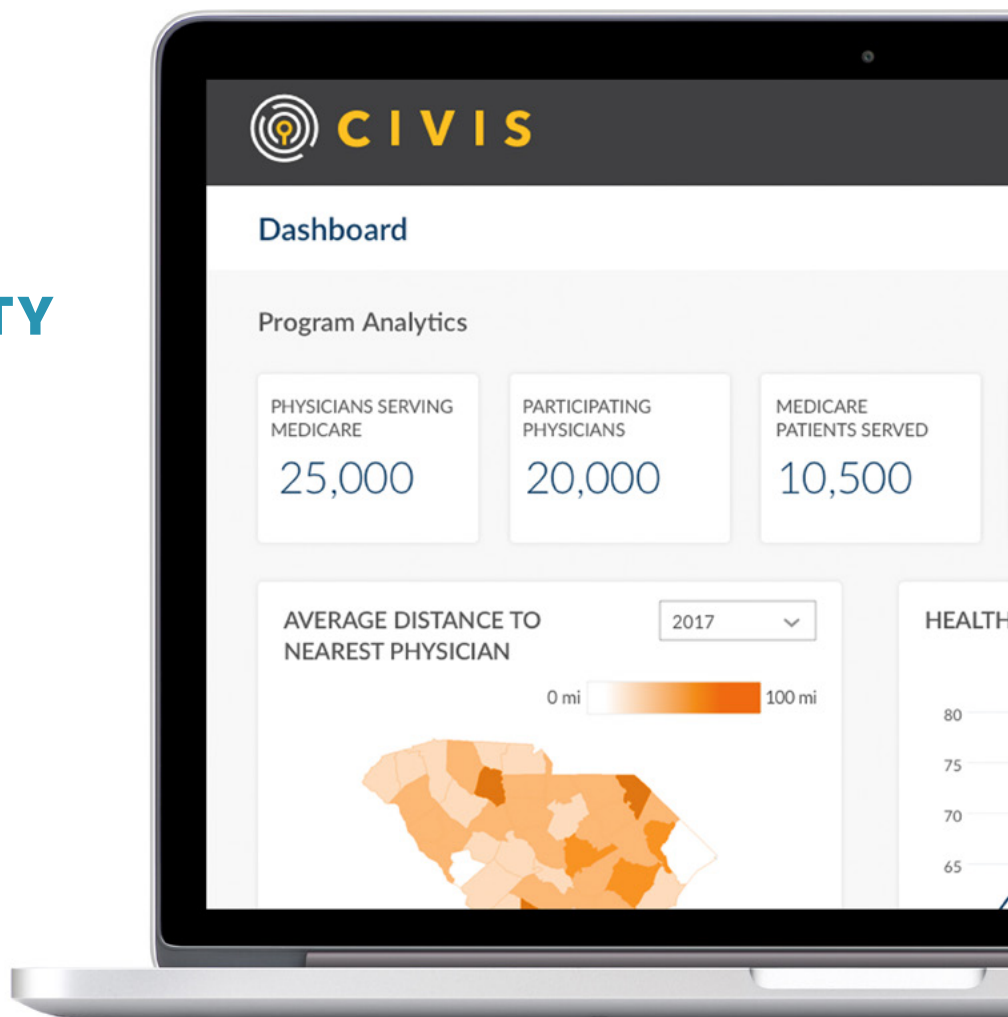 CIVIS
Dashboard
TY
Program Analytics
PHYSICIANS SERVING
MEDICARE
25,000
PARTICIPATING
PHYSICIANS
20,000
MEDICARE
PATIENTS SERVED
10,500
AVERAGE DISTANCE TO
NEAREST PHYSICIAN
2017
0 mi
100 mi
HEALTH
80
75
70
65